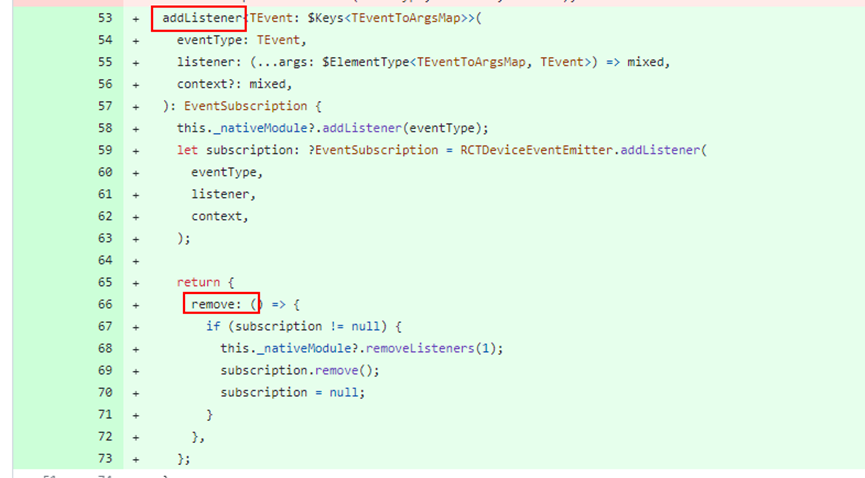 53 + addListener<TEvent: $Keys<TEventToArgsMap>>(
54 + eventType: TEvent,
55 + listener: (...args: $ElementType<TEventToArgsMap, TEvent>) => mixed,
56 + context?: mixed,
57 + ): EventSubscription {
58 + this._nativeModule?.addListener(eventType);
59 + let subscription: ?EventSubscription = RCTDeviceEventEmitter.addListener(
60 + eventType,
61 + listener,
62 + context,
63 + );
64 +
65 + return {
66 + remove: () => {
67 + if (subscription != null) {
68 + this._nativeModule?.removeListeners(1);
69 + subscription.remove();
70 + subscription = null;
71 + }
72 + },
73 + };